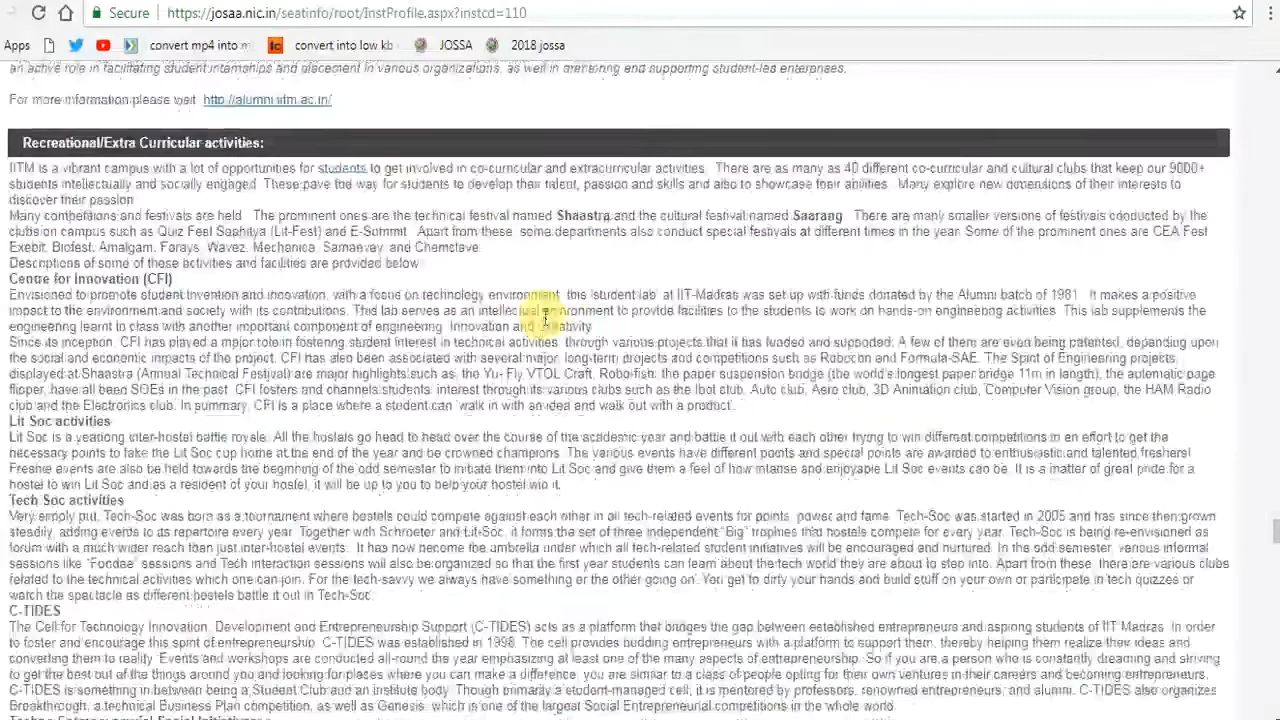 Secure https://josaa.nic.in/seatinfo/root/InstProfile.aspx?instcd=110
Apps convert mp4 into m convert into low kb JOSSA 2018 jossa
an active role in facilitating student internships and placement in various organizations, as well in mentoring and supporting student-led enterprises.
For more information please visit http://alumni.iitm.ac.in/
Recreational/Extra Curricular activities:
IITM is a vibrant campus with a lot of opportunities for students to get involved in co-curricular and extracurricular activities. There are as many as 40 different co-curricular and cultural clubs that keep our 9000+
students intellectually and socially engaged. These pave the way for students to develop their talent, passion and skills and also to showcase their abilities. Many explore new dimensions of their interests to
discover their passion
Many competitions and festivals are held. The prominent ones are the technical festival named Shaastra and the cultural festival named Saarang. There are many smaller versions of festivals conducted by the
clubs on campus such as Quiz Fest Saphiya (Lit-Fest) and E-Summit. Apart from these, some departments also conduct special festivals at different times in the year. Some of the prominent ones are CEA Fest
Exebit, Biofest, Amalgam, Forays, Wavez, Mechanica, Samanvay, and Chemclave.
Descriptions of some of these activities and facilities are provided below
Centre for Innovation (CFI)
Envisioned to promote student invention and innovation, with a focus on technology environment, this 'student lab' at IIT-Madras was set up with funds donated by the Alumni batch of 1981. It makes a positive
impact to the environment and society with its contributions. This lab serves as an intellectual environment to provide facilities to the students to work on hands-on engineering activities. This lab supplements the
engineering learnt in class with another important component of engineering: Innovation and Creativity
Since its inception, CFI has played a major role in fostering student interest in technical activities, through various projects that it has funded and supported. A few of them are even being patented, depending upon
the social and economic impacts of the project. CFI has also been associated with several major, long-term projects and competitions such as Robocon and Formula-SAE. The Spirit of Engineering projects
displayed at Shaastra (Annual Technical Festival) are major highlights such as, the Yu- Fly VTOL Craft, Robo-fish, the paper suspension bridge (the world's longest paper bridge 11m in length), the automatic page
flipper, have all been SOEs in the past. CFI fosters and channels students' interest through its various clubs such as the Ibot club, Auto club, Aero club, 3D Animation club, Computer Vision group, the HAM Radio
club and the Electronics club. In summary, CFI is a place where a student can 'walk in with an idea and walk out with a product'.
Lit Soc activities
Lit Soc is a yearlong inter-hostel battle royale. All the hostels go head to head over the course of the academic year and battle it out with each other trying to win different competitions in an effort to get the
necessary points to take the Lit Soc cup home at the end of the year and be crowned champions. The various events have different points and special points are awarded to enthusiastic and talented freshers!
Freshie events are also be held towards the beginning of the odd semester to initiate them into Lit Soc and give them a feel of how intense and enjoyable Lit Soc events can be. It is a matter of great pride for a
hostel to win Lit Soc and as a resident of your hostel, it will be up to you to help your hostel win it.
Tech Soc activities
Very simply put, Tech-Soc was born as a tournament where hostels could compete against each other in all tech-related events for points, power and fame. Tech-Soc was started in 2005 and has since then grown
steadily, adding events to its repertoire every year. Together with Schroeter and Lit-Soc, it forms the set of three independent "Big" trophies that hostels compete for every year. Tech-Soc is being re-envisioned as
forum with a much wider reach than just inter-hostel events. It has now become the umbrella under which all tech-related student initiatives will be encouraged and nurtured. In the odd semester, various informal
sessions like "Fundae" sessions and Tech interaction sessions will also be organized so that the first year students can learn about the tech world they are about to step into. Apart from these, there are various clubs
related to the technical activities which one can join. For the tech-savvy we always have something or the other going on! You get to dirty your hands and build stuff on your own or participate in tech quizzes or
watch the spectacle as different hostels battle it out in Tech-Soc
C-TIDES
The Cell for Technology Innovation, Development and Entrepreneurship Support (C-TIDES) acts as a platform that bridges the gap between established entrepreneurs and aspiring students of IIT Madras. In order
to foster and encourage this spirit of entrepreneurship, C-TIDES was established in 1998. The cell provides budding entrepreneurs with a platform to support them, thereby helping them realize their ideas and
converting them to reality. Events and workshops are conducted all-round the year emphasizing at least one of the many aspects of entrepreneurship. So if you are a person who is constantly dreaming and striving
to get the best out of the things around you and looking for places where you can make a difference, you are similar to a class of people opting for their own ventures in their careers and becoming entrepreneurs.
C-TIDES is something in between being a Student Club and an institute body. Though primarily a student-managed cell, it is mentored by professors, renowned entrepreneurs, and alumni. C-TIDES also organizes
Breakthrough, a technical Business Plan competition, as well as Genesis, which is one of the largest Social Entrepreneurial competitions in the whole world